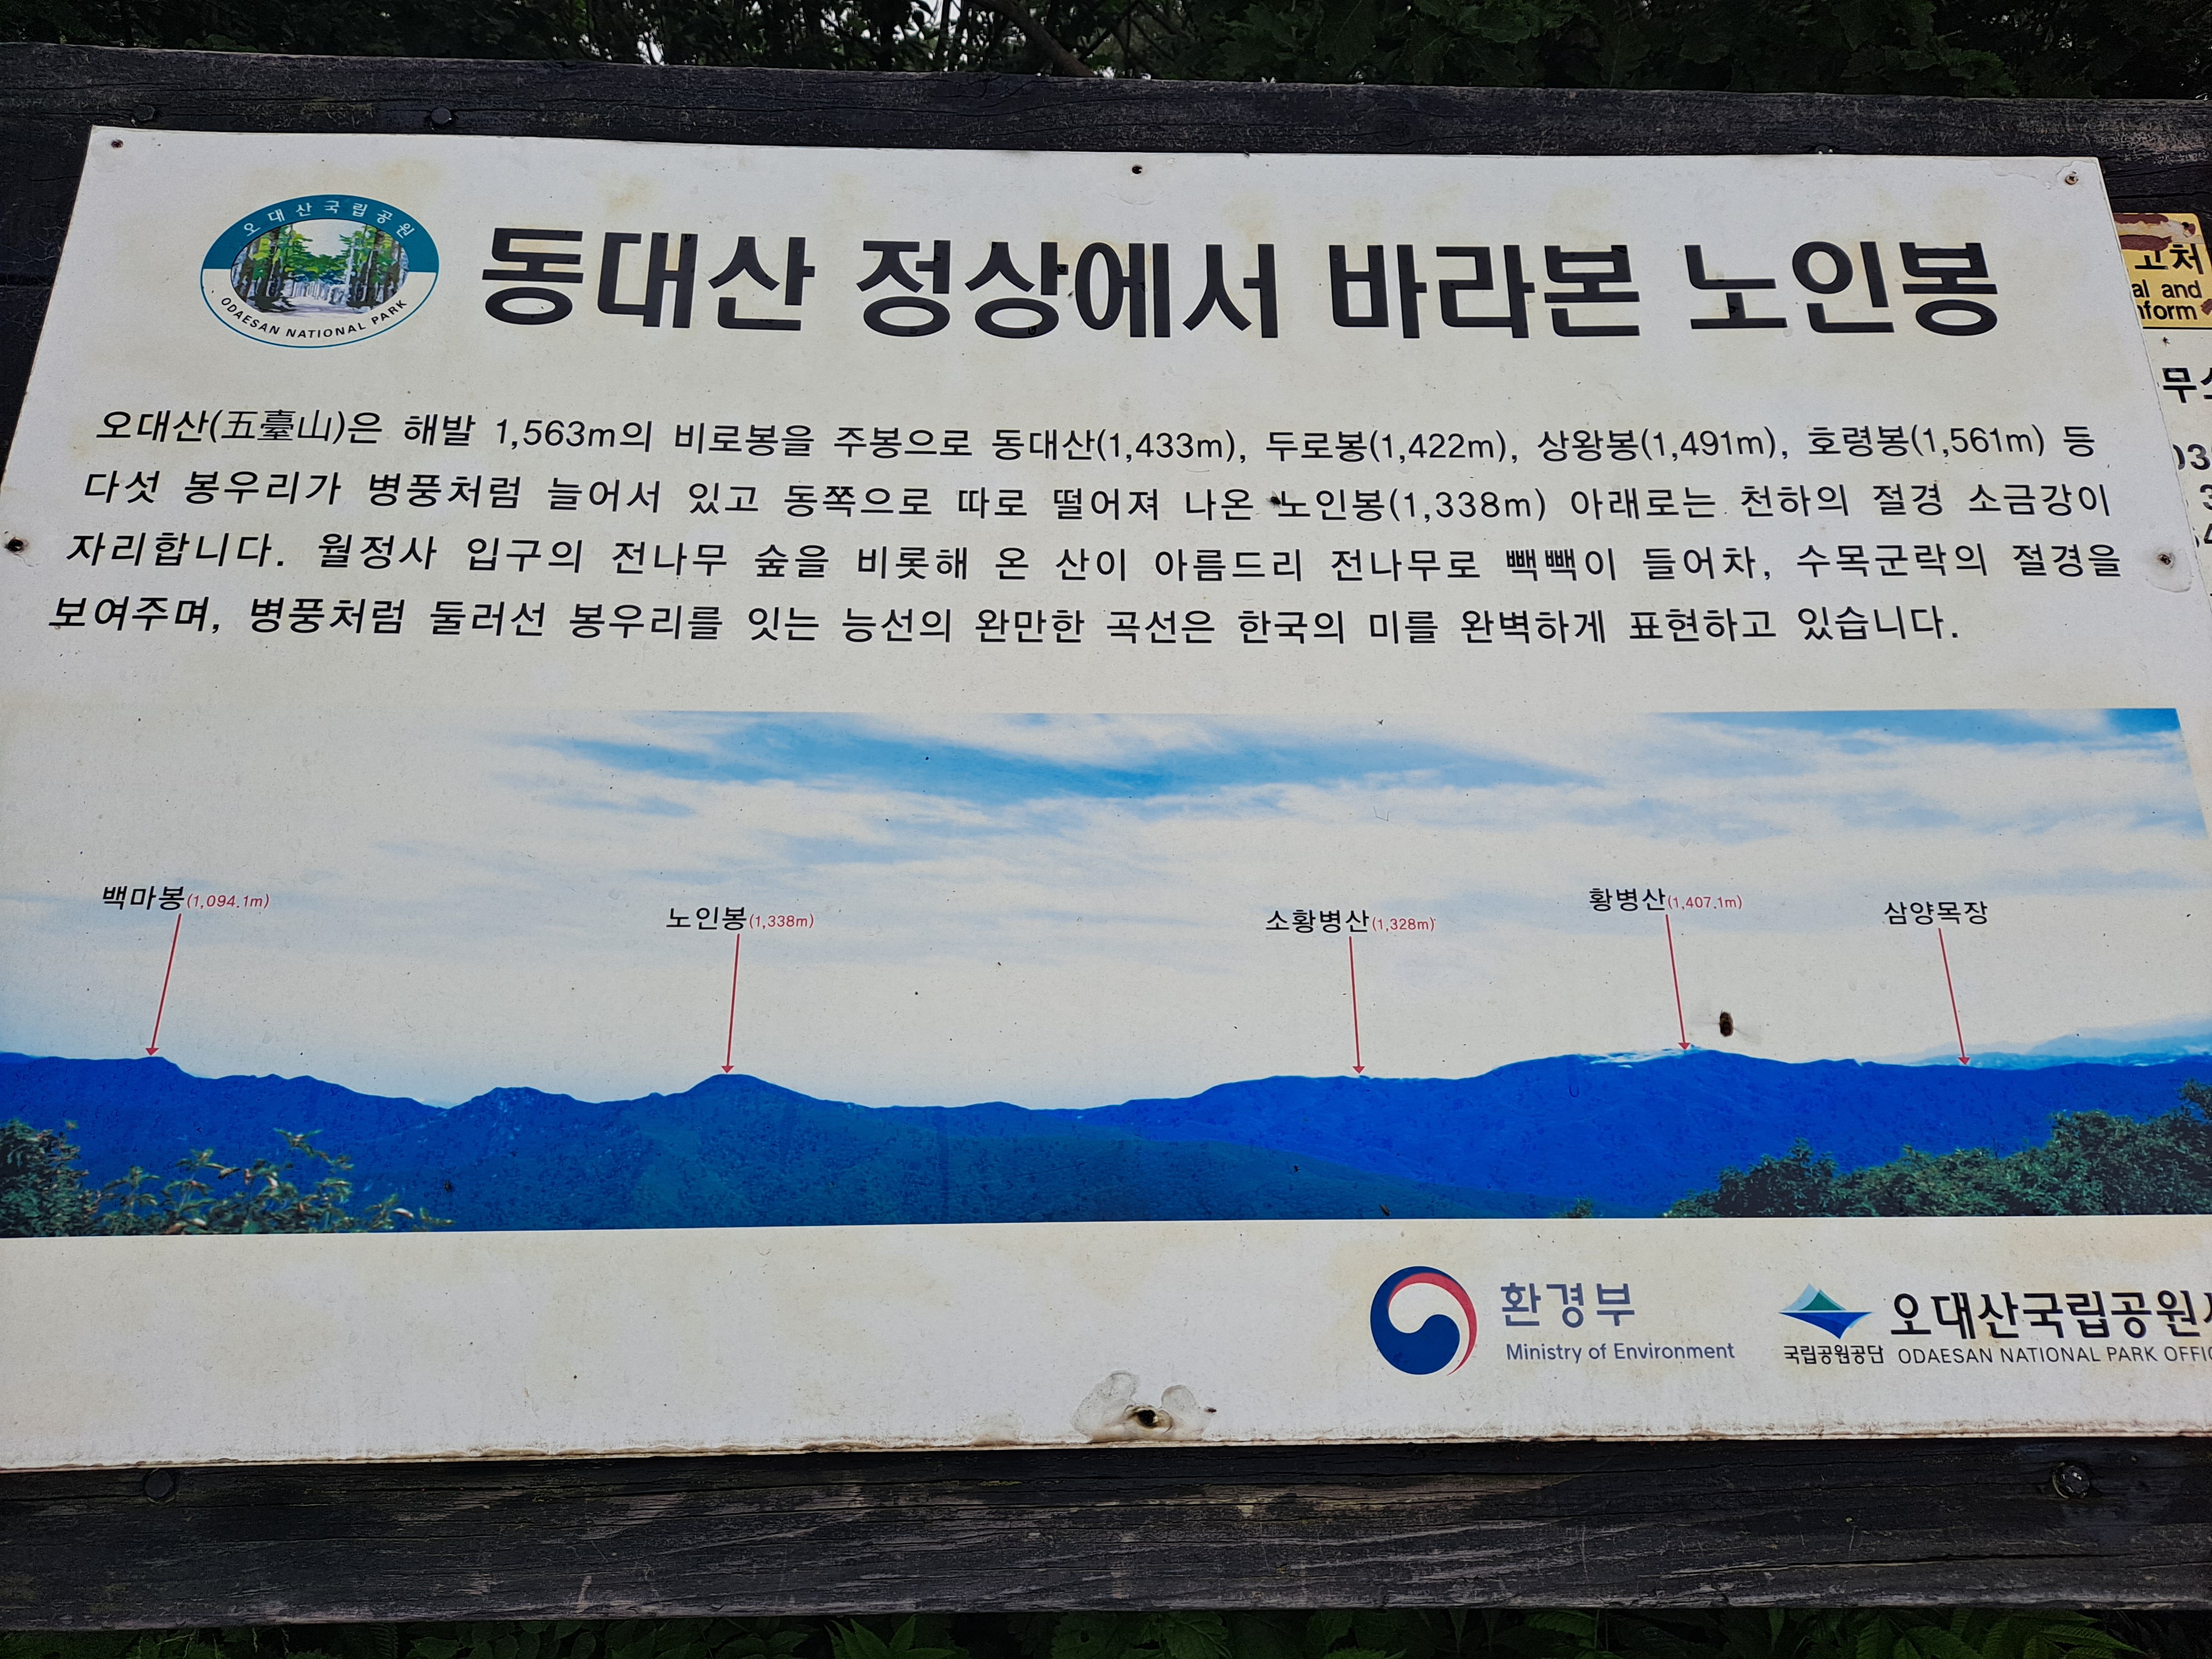 오대산국립공원
ODAESAN NATIONAL PARK
동대산 정상에서 바라본 노인봉
오대산(五臺山)은 해발 1,563m의 비로봉을 주봉으로 동대산(1,433m), 두로봉(1,422m), 상왕봉(1,491m), 호령봉(1,561m) 등
다섯 봉우리가 병풍처럼 늘어서 있고 동쪽으로 따로 떨어져 나온 노인봉(1,338m) 아래로는 천하의 절경 소금강이
자리합니다. 월정사 입구의 전나무 숲을 비롯해 온 산이 아름드리 전나무로 빽빽이 들어차, 수목군락의 절경을
보여주며, 병풍처럼 둘러선 봉우리를 잇는 능선의 완만한 곡선은 한국의 미를 완벽하게 표현하고 있습니다.
백마봉(1,094.1m)
노인봉(1,338m)
소황병산(1,328m)
황병산(1,407.1m)
삼양목장
환경부
Ministry of Environment
국립공원공단
오대산국립공원
ODAESAN NATIONAL PARK
고처
al and